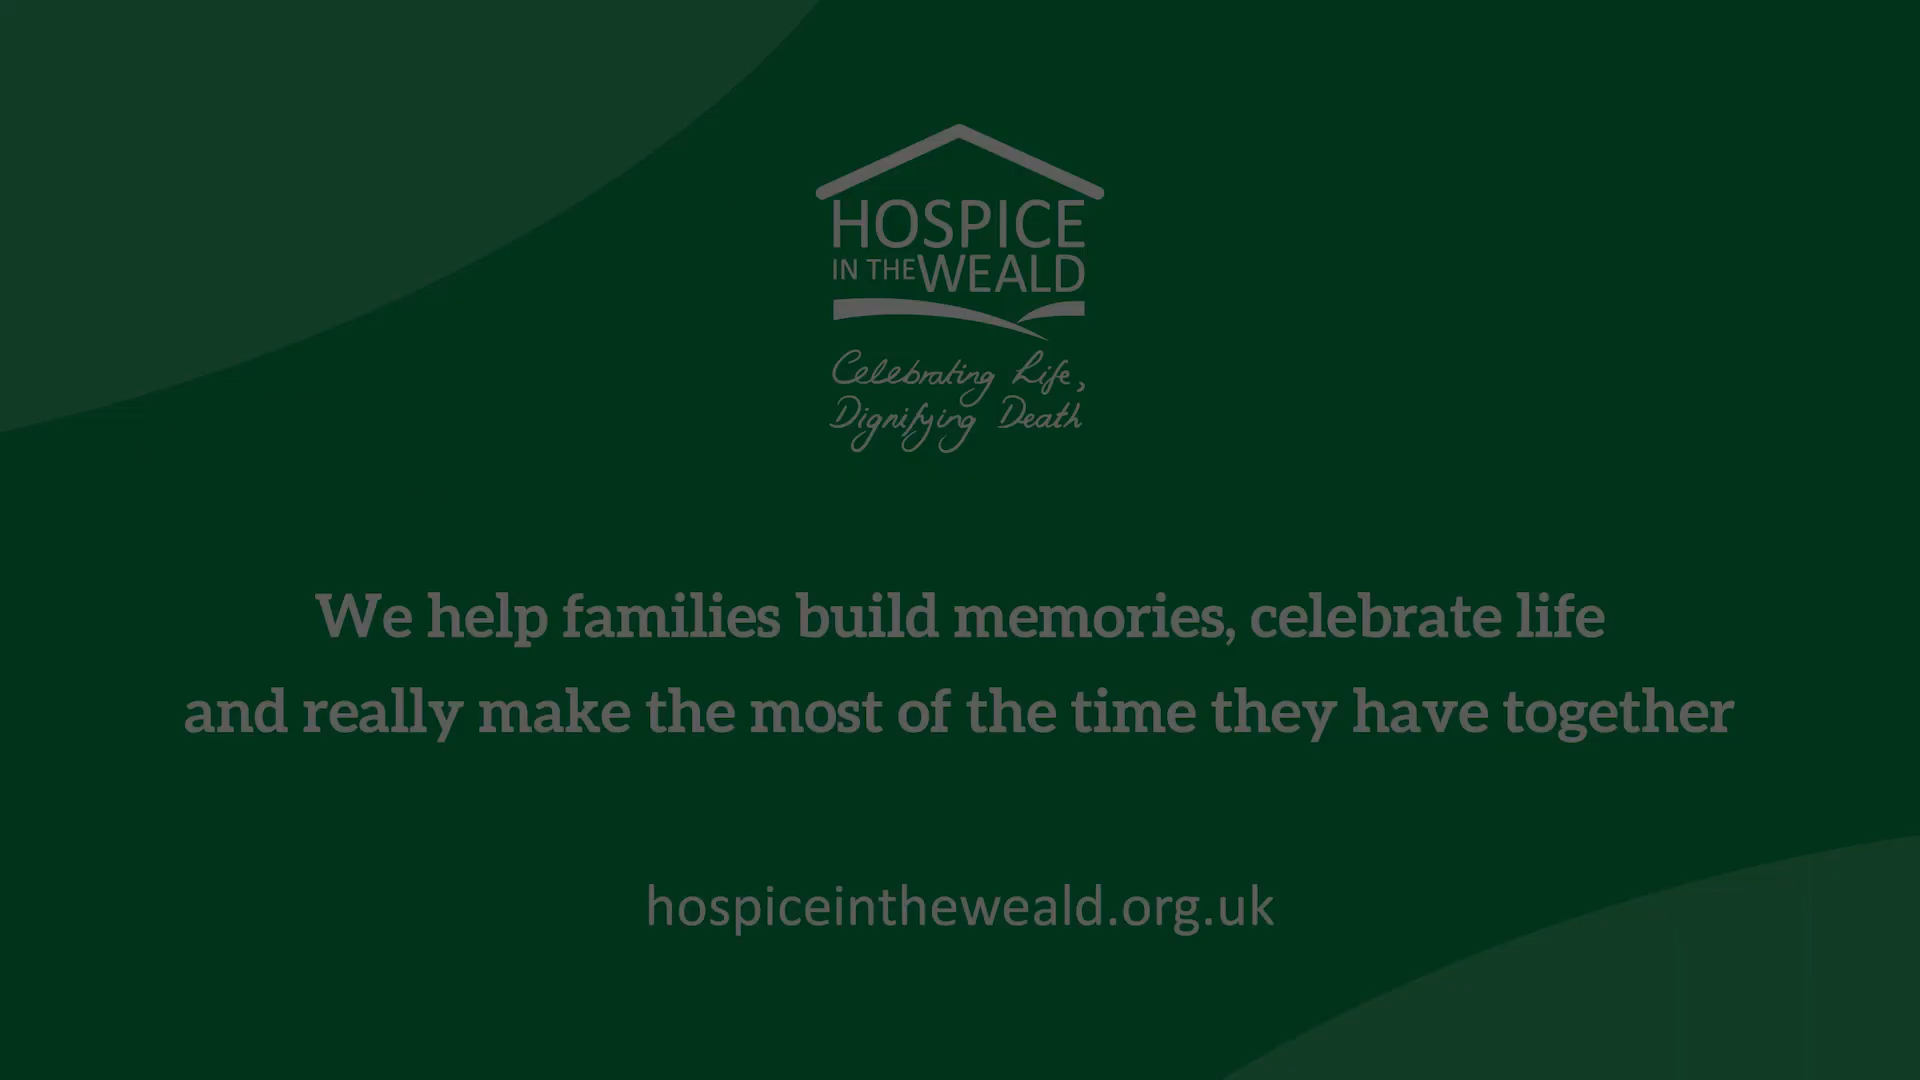 HOSPICE
IN THE WEALD
Celebrating Life,
Dignifying Death
We help families build memories, celebrate life
and really make the most of the time they have together
hospiceintheweald.org.uk